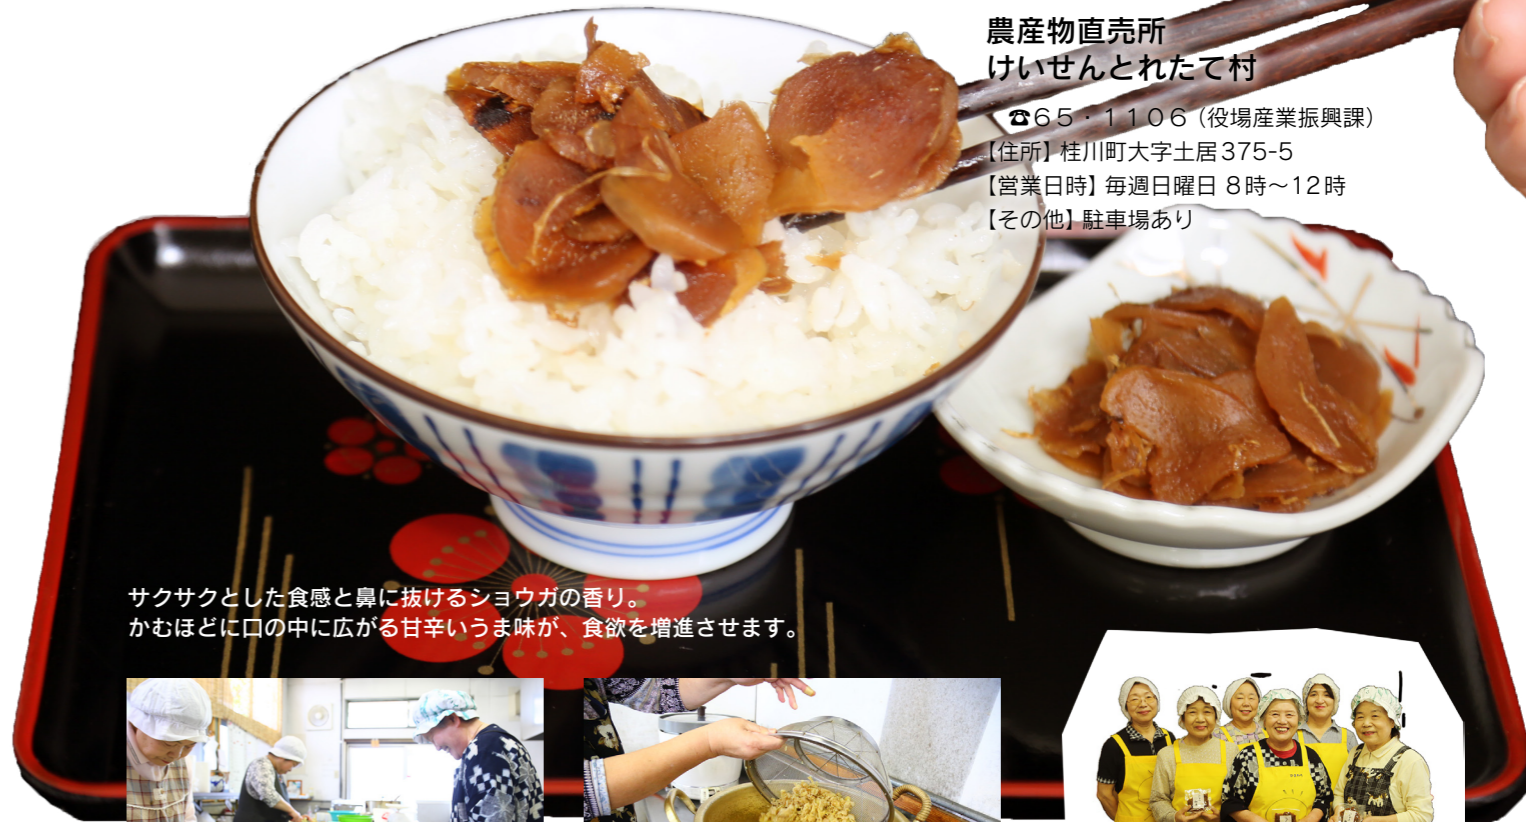 農産物直売所
けいせんとれたて村
☎６５・１１０６（役場産業振興課）
【住所】桂川町大字土居375-5
【営業日時】毎週日曜日 8時～12時
【その他】駐車場あり
サクサクとした食感と鼻に抜けるショウガの香り。
かむほどに口の中に広がる甘辛いうま味が、食欲を増進させます。